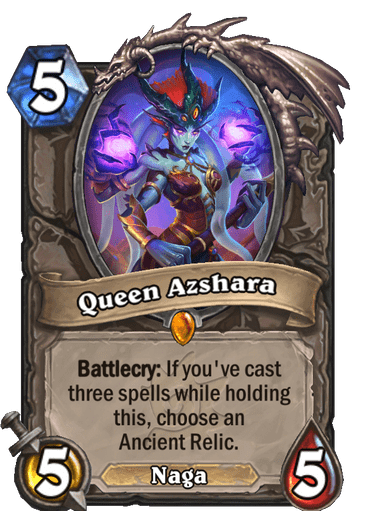 5
Queen Azshara
Battlecry: If you've cast
three spells while holding
this, choose an
Ancient Relic.
5
Naga
5